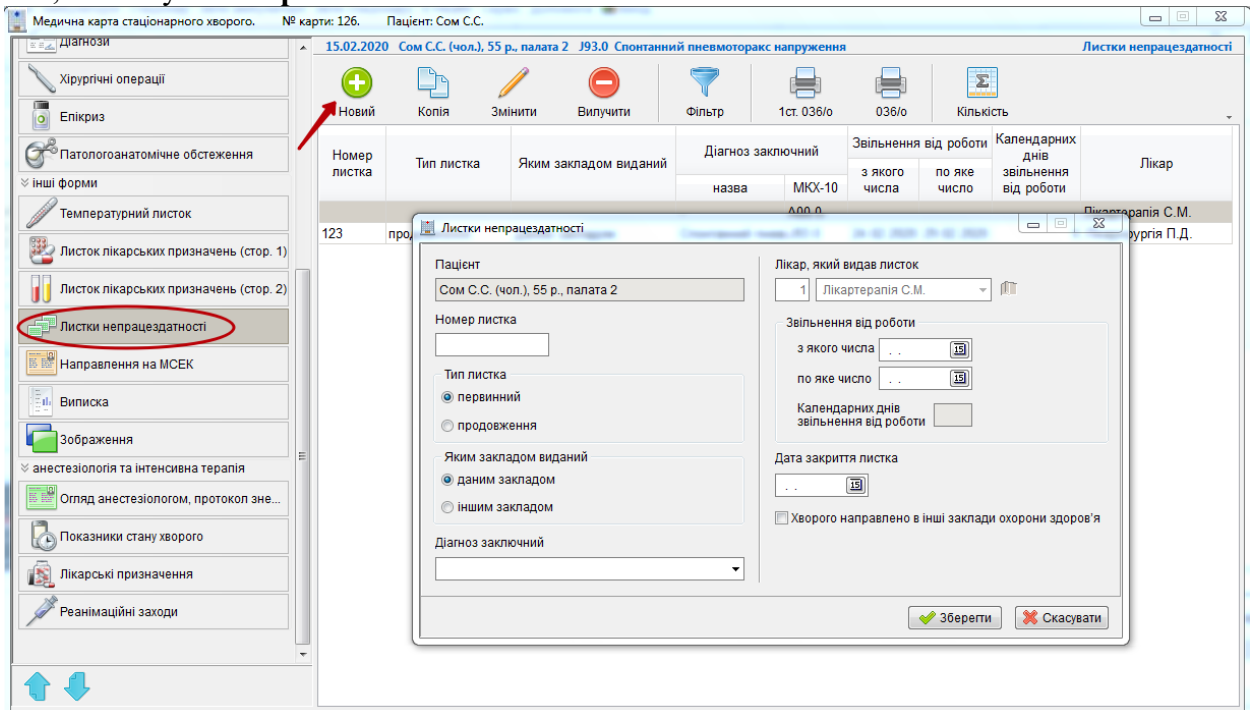 Медична карта стаціонарного хворого. № карти: 126. Пацієнт: Сом С.С.
Діагнози
Хірургічні операції
Епікриз
Патологоанатомічне обстеження
інші форми
Температурний листок
Листок лікарських призначень (стор. 1)
Листок лікарських призначень (стор. 2)
Листки непрацездатності
Направлення на МСЕК
Виписка
Зображення
анестезіологія та інтенсивна терапія
Огляд анестезіологом, протокол зне...
Показники стану хворого
Лікарські призначення
Реанімаційні заходи
15.02.2020 Сом С.С. (чол.), 55 р., палата 2 J93.0 Спонтанний пневмоторакс напруження Листки непрацездатності
Новий Копія Змінити Вилучити Фільтр 1ст. 036/о 036/о Кількість
Номер листка
Тип листка
Яким закладом виданий
Діагноз заключний
назва
МКХ-10
Звільнення від роботи
з якого числа
по яке число
Календарних днів звільнення від роботи
Лікар
A00.0 Лікартерапія С.М.
123
Листки непрацездатності
Пацієнт
Сом С.С. (чол.), 55 р., палата 2
Номер листка
Тип листка
первинний
продовження
Яким закладом виданий
даним закладом
іншим закладом
Діагноз заключний
Лікар, який видав листок
1 Лікартерапія С.М.
Звільнення від роботи
з якого числа . . 15
по яке число . . 15
Календарних днів
звільнення від роботи
Дата закриття листка
. . 15
Хворого направлено в інші заклади охорони здоров'я
Зберегти Скасувати